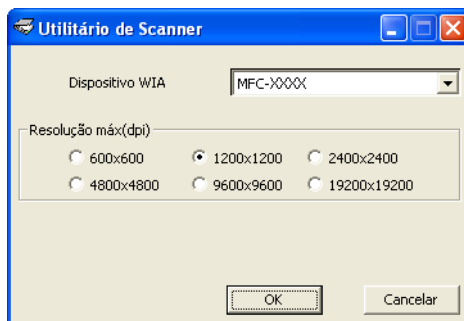 Utilitário de Scanner
Dispositivo WIA MFC-XXXX
Resolução máx(dpi)
600x600 1200x1200 2400x2400
4800x4800 9600x9600 19200x19200
OK Cancelar